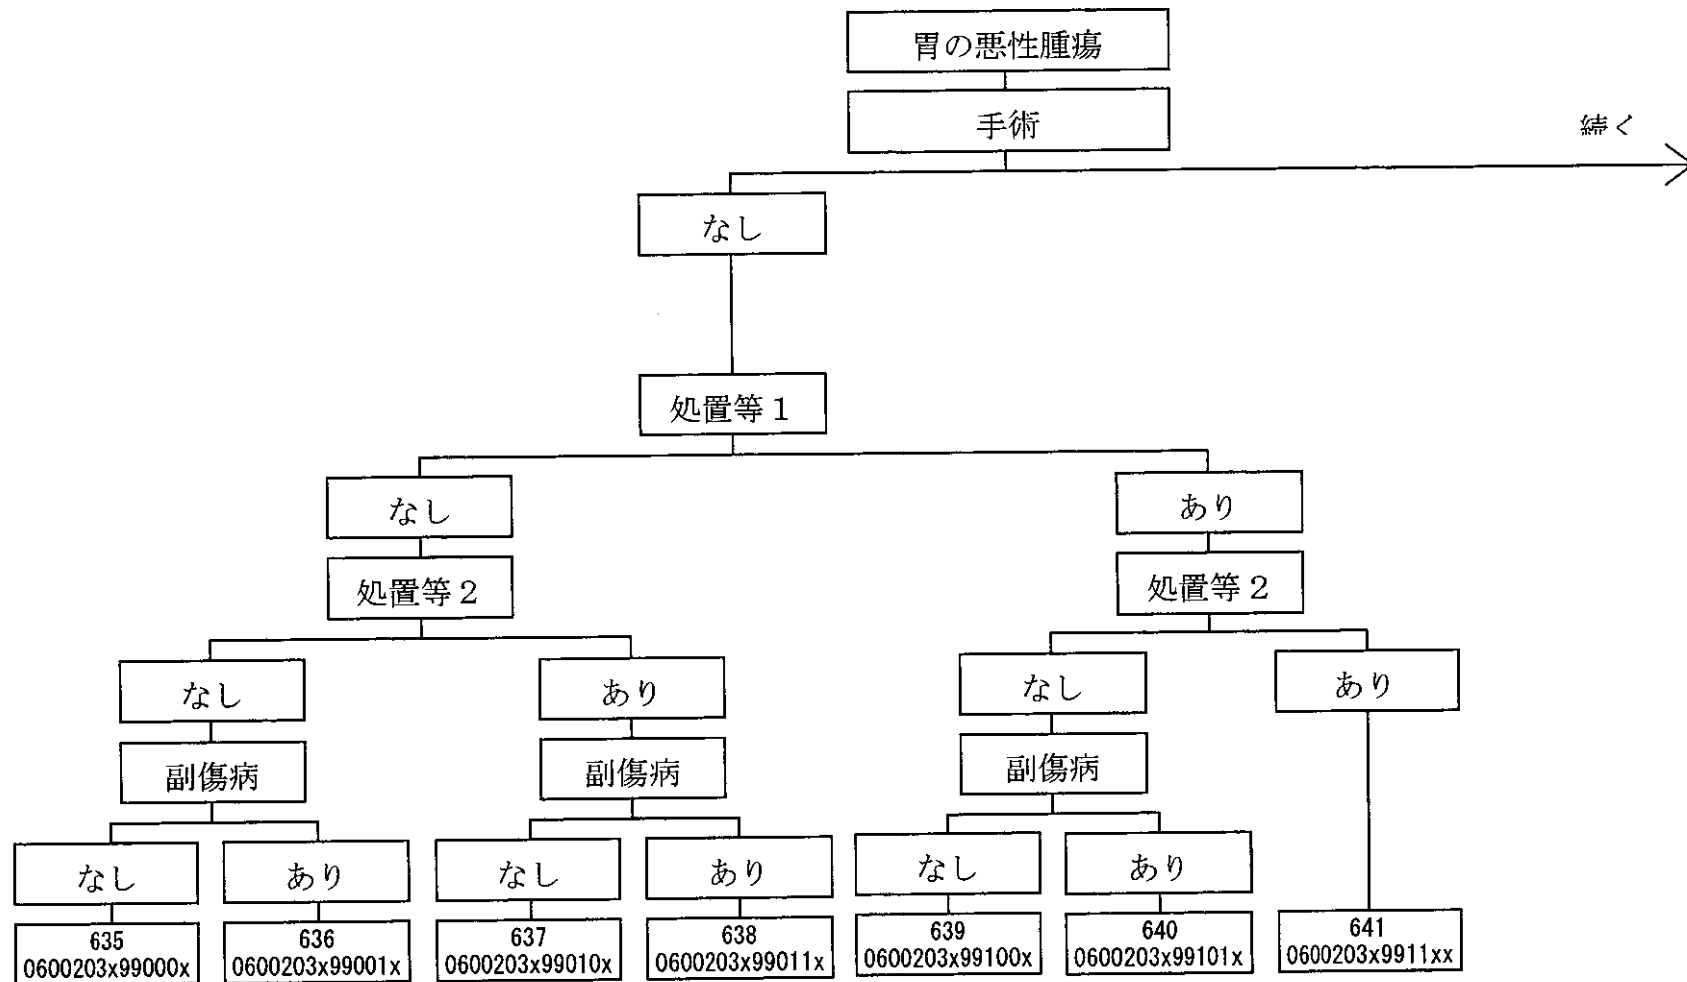 胃の悪性腫瘍
手術
続く
なし
処置等1
なし
あり
処置等2
処置等2
なし
あり
なし
あり
副傷病
副傷病
副傷病
なし
あり
なし
あり
なし
あり
635
0600203x99000x
636
0600203x99001x
637
0600203x99010x
638
0600203x99011x
639
0600203x99100x
640
0600203x99101x
641
0600203x9911xx